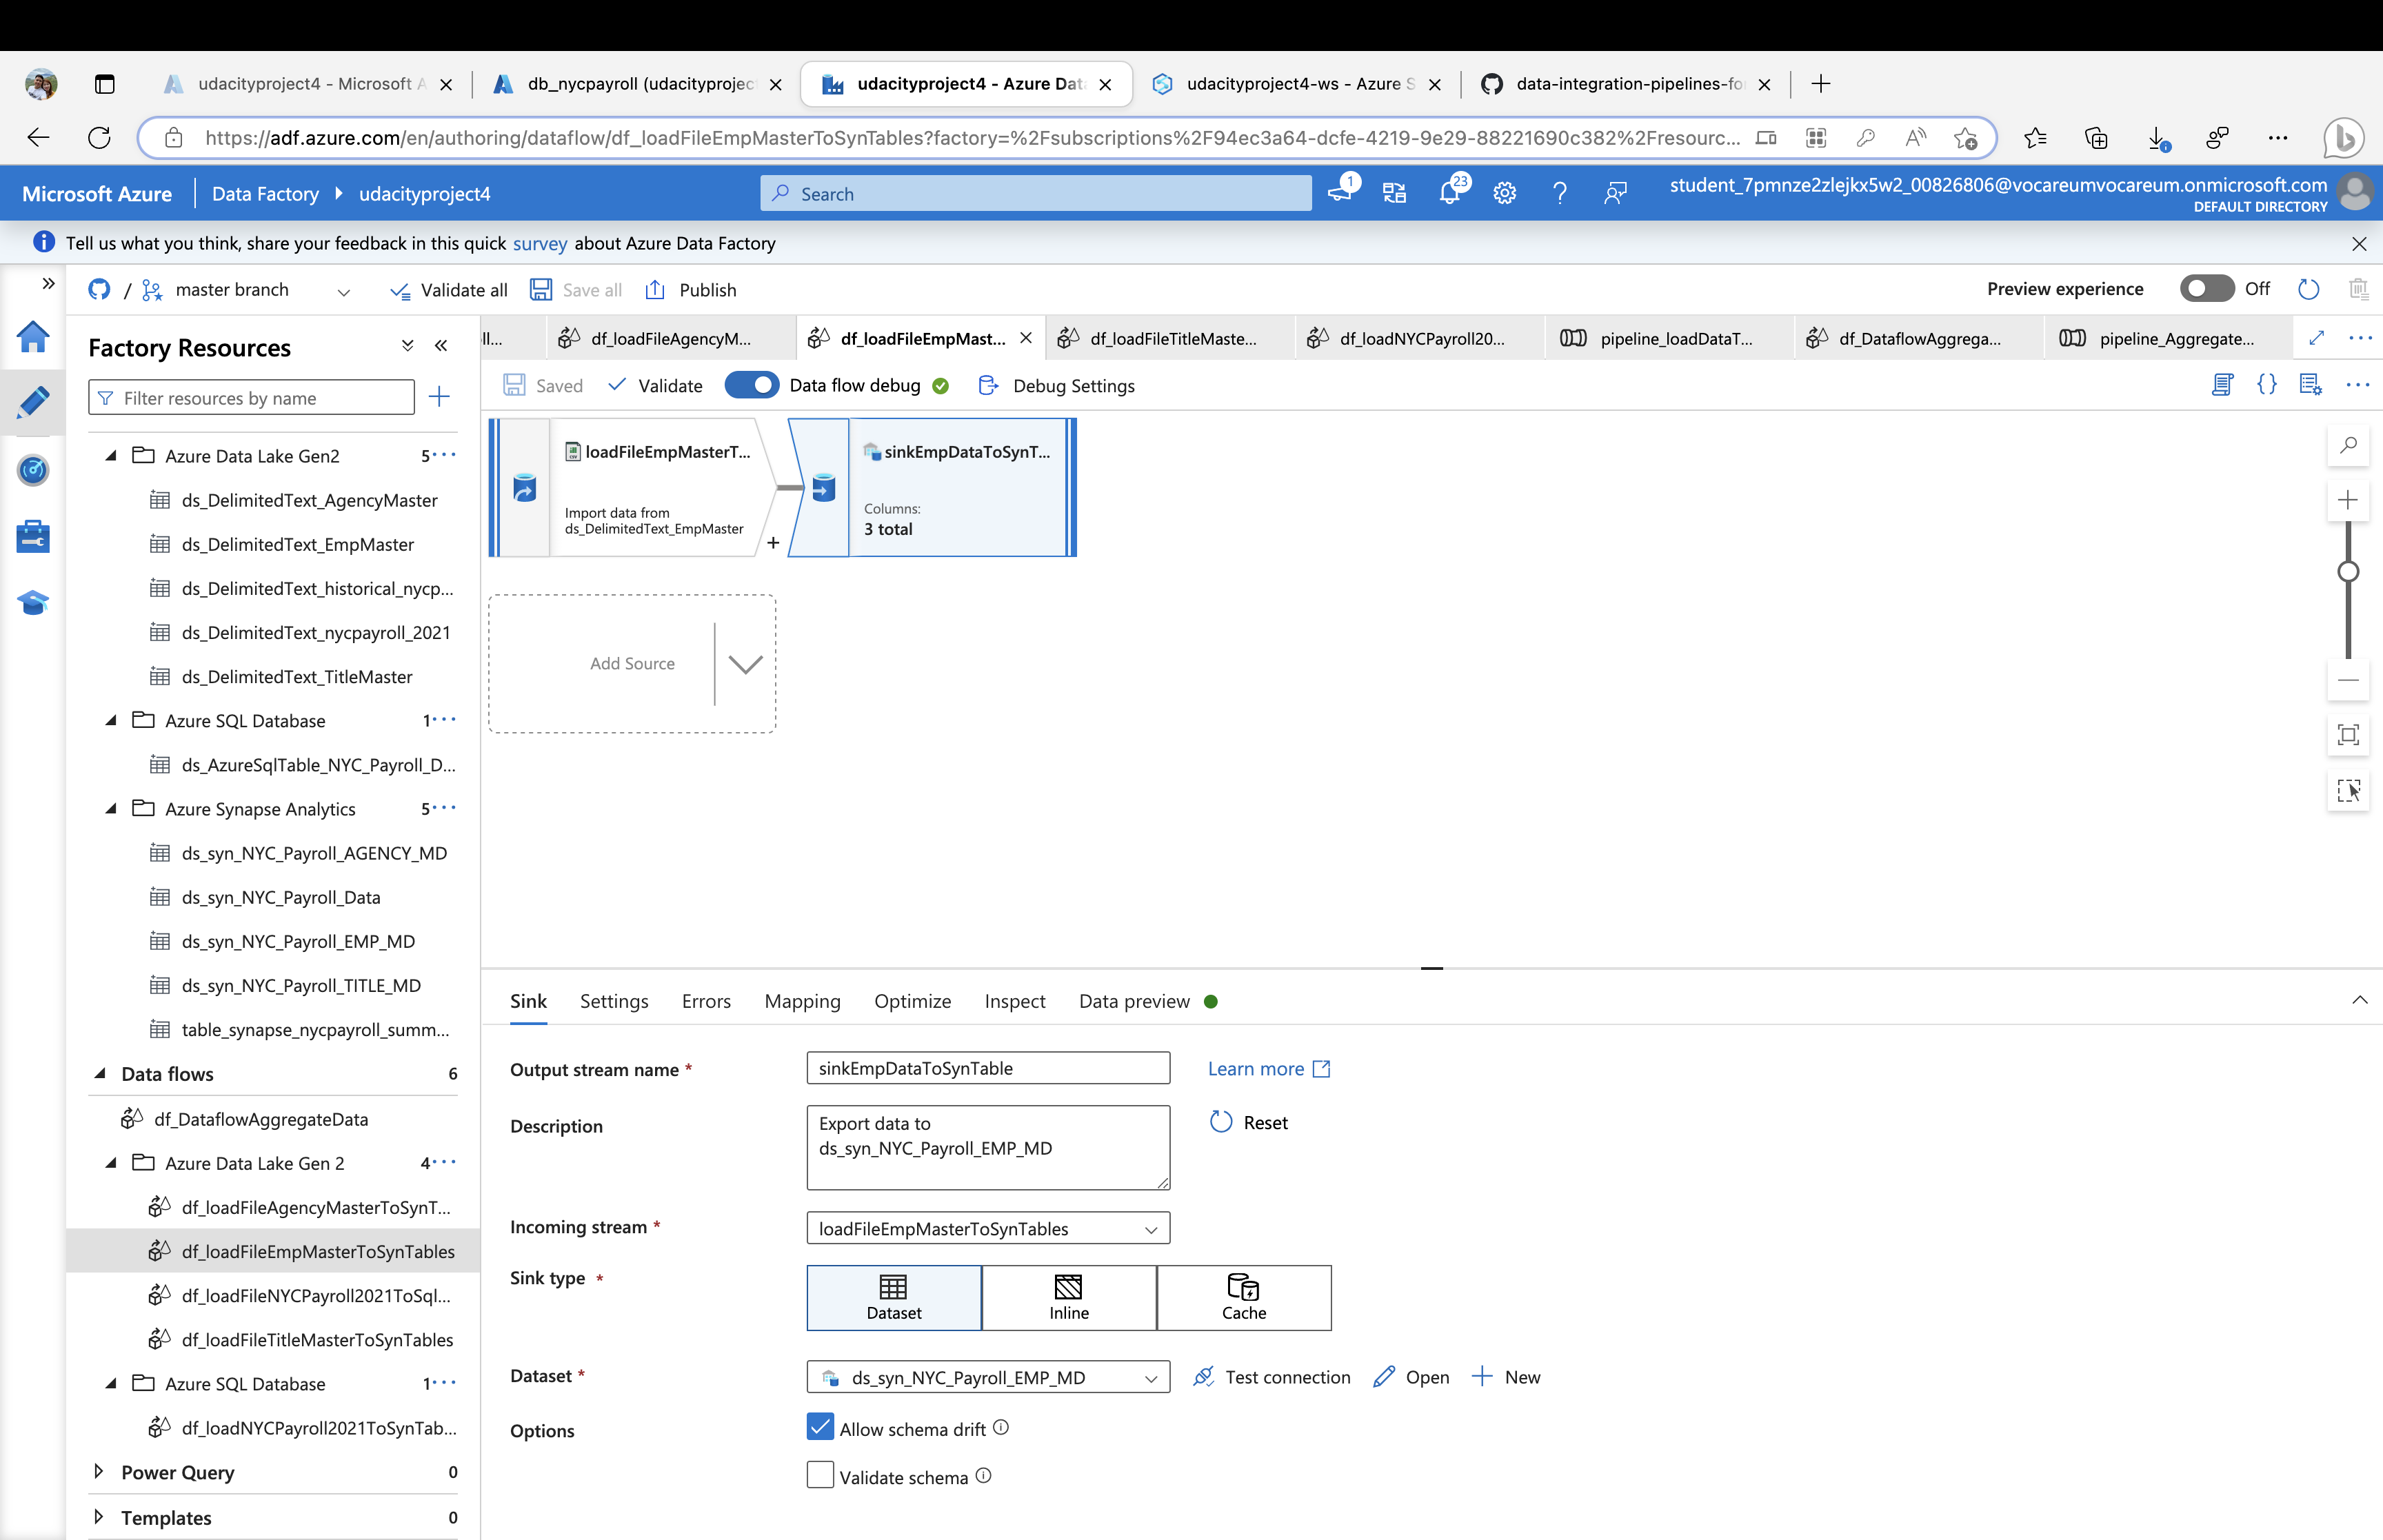 udacityproject4 - Microsoft A
db_nycpayroll (udacityprojec
udacityproject4 - Azure Dat
udacityproject4-ws - Azure S
data-integration-pipelines-fo
https://adf.azure.com/en/authoring/dataflow/df_loadFileEmpMasterToSynTables?factory=%2Fsubscriptions%2F94ec3a64-dcfe-4219-9e29-88221690c382%2Fresourc...
Microsoft Azure
Data Factory
udacityproject4
Search
1
23
student_7pmnze2zlejkx5w2_00826806@vocareumvocareum.onmicrosoft.com
DEFAULT DIRECTORY
Tell us what you think, share your feedback in this quick survey about Azure Data Factory
/ master branch
Validate all
Save all
Publish
Preview experience
Off
Factory Resources
Filter resources by name
Azure Data Lake Gen2 5
ds_DelimitedText_AgencyMaster
ds_DelimitedText_EmpMaster
ds_DelimitedText_historical_nycp...
ds_DelimitedText_nycpayroll_2021
ds_DelimitedText_TitleMaster
Azure SQL Database 1
ds_AzureSqlTable_NYC_Payroll_D...
Azure Synapse Analytics 5
ds_syn_NYC_Payroll_AGENCY_MD
ds_syn_NYC_Payroll_Data
ds_syn_NYC_Payroll_EMP_MD
ds_syn_NYC_Payroll_TITLE_MD
table_synapse_nycpayroll_summ...
Data flows 6
df_DataflowAggregateData
Azure Data Lake Gen 2 4
df_loadFileAgencyMasterToSynT...
df_loadFileEmpMasterToSynTables
df_loadFileNYCPayroll2021ToSql...
df_loadFileTitleMasterToSynTables
Azure SQL Database 1
df_loadNYCPayroll2021ToSynTab...
Power Query 0
Templates 0
ll...
df_loadFileAgencyM...
df_loadFileEmpMast...
df_loadFileTitleMaste...
df_loadNYCPayroll20...
pipeline_loadDataT...
df_DataflowAggrega...
pipeline_Aggregate...
Saved
Validate
Data flow debug
Debug Settings
loadFileEmpMasterT...
Import data from
ds_DelimitedText_EmpMaster
sinkEmpDataToSynT...
Columns:
3 total
Add Source
Sink
Settings
Errors
Mapping
Optimize
Inspect
Data preview
Output stream name *
sinkEmpDataToSynTable
Learn more
Description
Export data to
ds_syn_NYC_Payroll_EMP_MD
Reset
Incoming stream *
loadFileEmpMasterToSynTables
Sink type *
Dataset
Inline
Cache
Dataset *
ds_syn_NYC_Payroll_EMP_MD
Test connection
Open
New
Options
Allow schema drift
Validate schema